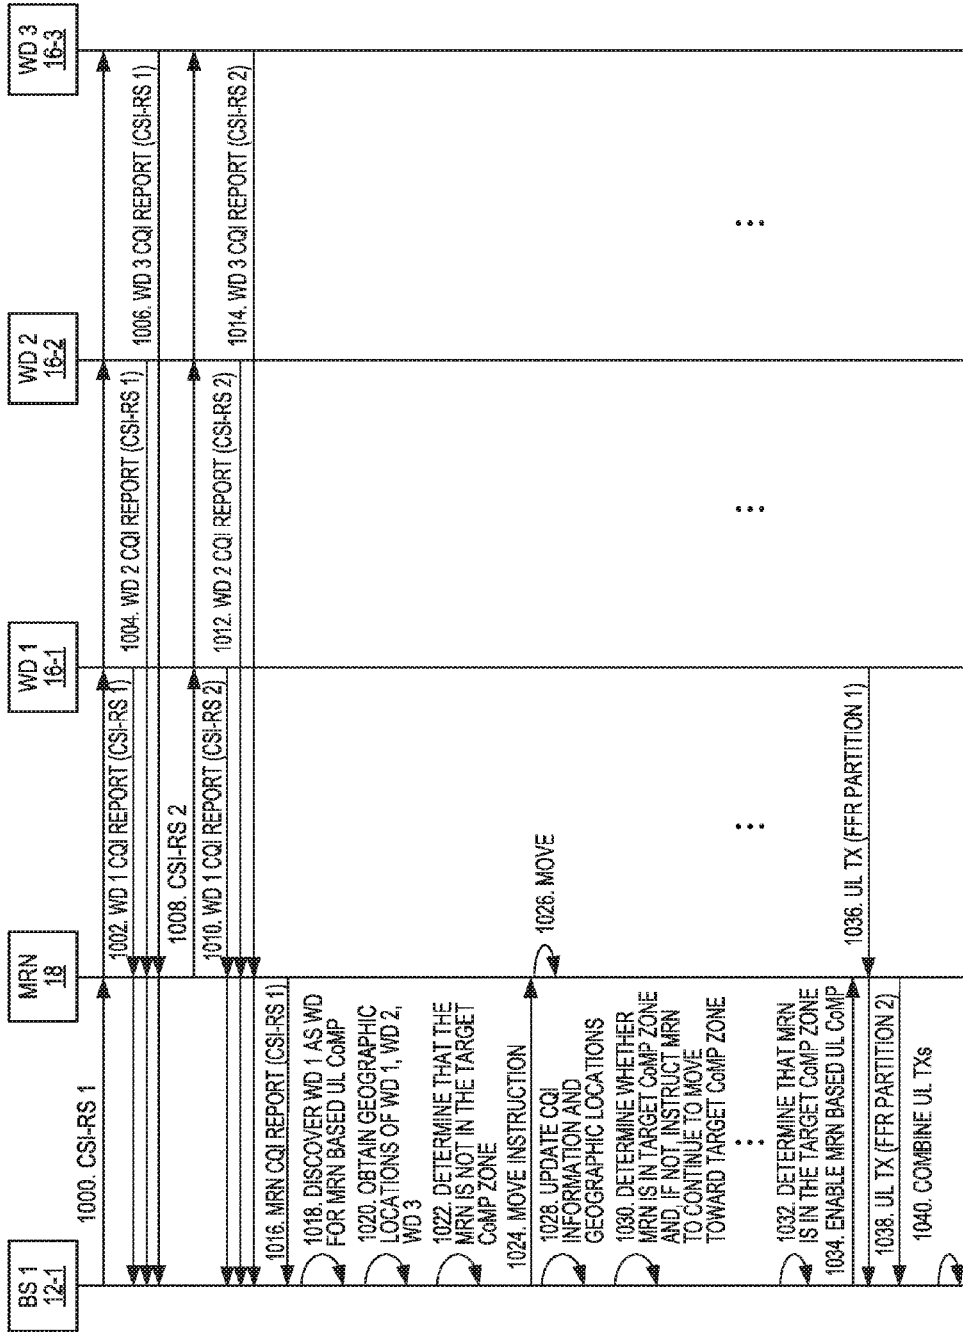 BS 1
12-1
MRN
18
WD 1
16-1
WD 2
16-2
WD 3
16-3
1000. CSI-RS 1
1002. WD 1 CQI REPORT (CSI-RS 1)
1004. WD 2 CQI REPORT (CSI-RS 1)
1006. WD 3 CQI REPORT (CSI-RS 1)
1008. CSI-RS 2
1010. WD 1 CQI REPORT (CSI-RS 2)
1012. WD 2 CQI REPORT (CSI-RS 2)
1014. WD 3 CQI REPORT (CSI-RS 2)
1016. MRN CQI REPORT (CSI-RS 1)
1018. DISCOVER WD 1 AS WD
FOR MRN BASED UL CoMP
1020. OBTAIN GEOGRAPHIC
LOCATIONS OF WD 1, WD 2,
WD 3
1022. DETERMINE THAT THE
MRN IS NOT IN THE TARGET
CoMP ZONE
1024. MOVE INSTRUCTION
1026. MOVE
1028. UPDATE CQI
INFORMATION AND
GEOGRAPHIC LOCATIONS
1030. DETERMINE WHETHER
MRN IS IN TARGET CoMP ZONE
AND, IF NOT, INSTRUCT MRN
TO CONTINUE TO MOVE
TOWARD TARGET CoMP ZONE
1032. DETERMINE THAT MRN
IS IN THE TARGET CoMP ZONE
1034. ENABLE MRN BASED UL CoMP
1036. UL TX (FFR PARTITION 1)
1038. UL TX (FFR PARTITION 2)
1040. COMBINE UL TXs